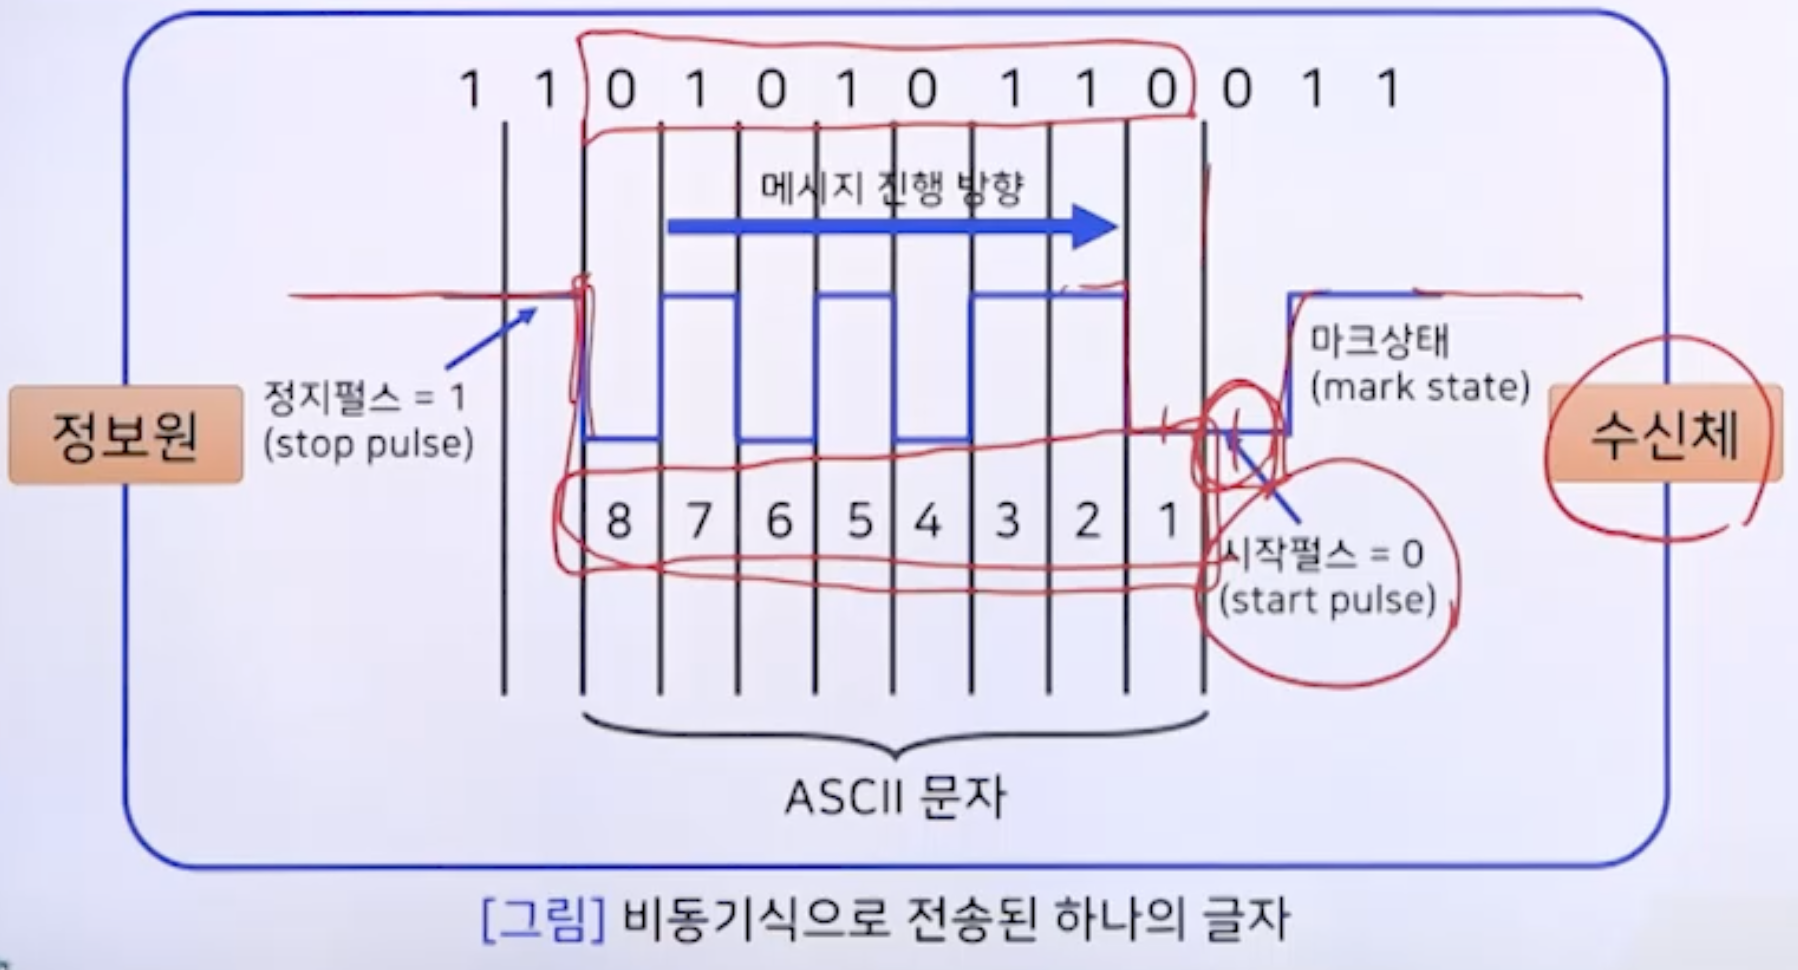 1 1 0 1 0 1 0 1 1 0 0 1 1
메시지 진행 방향
마크상태
(mark state)
정지펄스 = 1
(stop pulse)
정보원
수신체
8 7 6 5 4 3 2 1
시작펄스 = 0
(start pulse)
ASCII 문자
[그림] 비동기식으로 전송된 하나의 글자